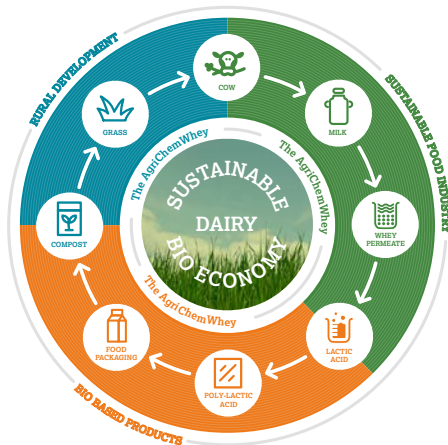 RURAL DEVELOPMENT
SUSTAINABLE FOOD INDUSTRY
BIO BASED PRODUCTS
COW
MILK
WHEY
PERMEATE
LACTIC
ACID
POLY-LACTIC
ACID
FOOD
PACKAGING
COMPOST
GRASS
The AgriChemWhey
The AgriChemWhey
The AgriChemWhey
SUSTAINABLE
DAIRY
BIO ECONOMY